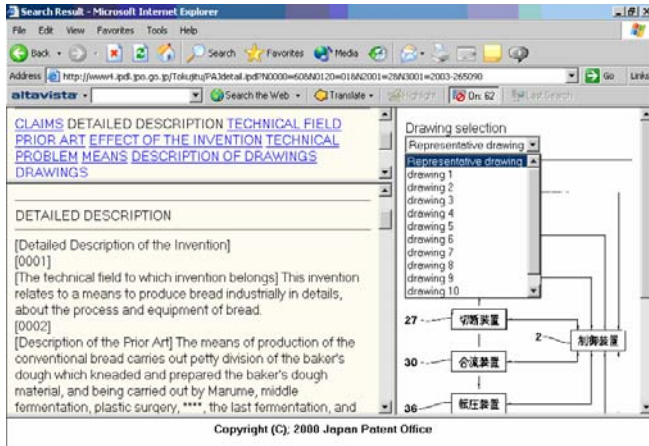 Search Result - Microsoft Internet Explorer
File Edit View Favorites Tools Help
Back Search Favorites Media
Address http://www4.ipdl.jpo.go.jp/Tokujitu/PAJdetail.ipdl?N0000=60&N0120=01&N2001=2&N3001=2003-265090 Go Links
altavista Search the Web Translate Highlight On: 62 Last Search
CLAIMS DETAILED DESCRIPTION TECHNICAL FIELD
PRIOR ART EFFECT OF THE INVENTION TECHNICAL
PROBLEM MEANS DESCRIPTION OF DRAWINGS
DRAWINGS
DETAILED DESCRIPTION
[Detailed Description of the Invention]
[0001]
[The technical field to which invention belongs] This invention
relates to a means to produce bread industrially in details,
about the process and equipment of bread.
[0002]
[Description of the Prior Art] The means of production of the
conventional bread carries out petty division of the baker's
dough which kneaded and prepared the baker's dough
material, and being carried out by Marume, middle
fermentation, plastic surgery, ****, the last fermentation, and
Drawing selection
Representative drawing
Representative drawing
drawing 1
drawing 2
drawing 3
drawing 4
drawing 5
drawing 6
drawing 7
drawing 8
drawing 9
drawing 10
27 切断装置
2 制御装置
30 合流装置
36 転圧装置
Copyright (C); 2000 Japan Patent Office